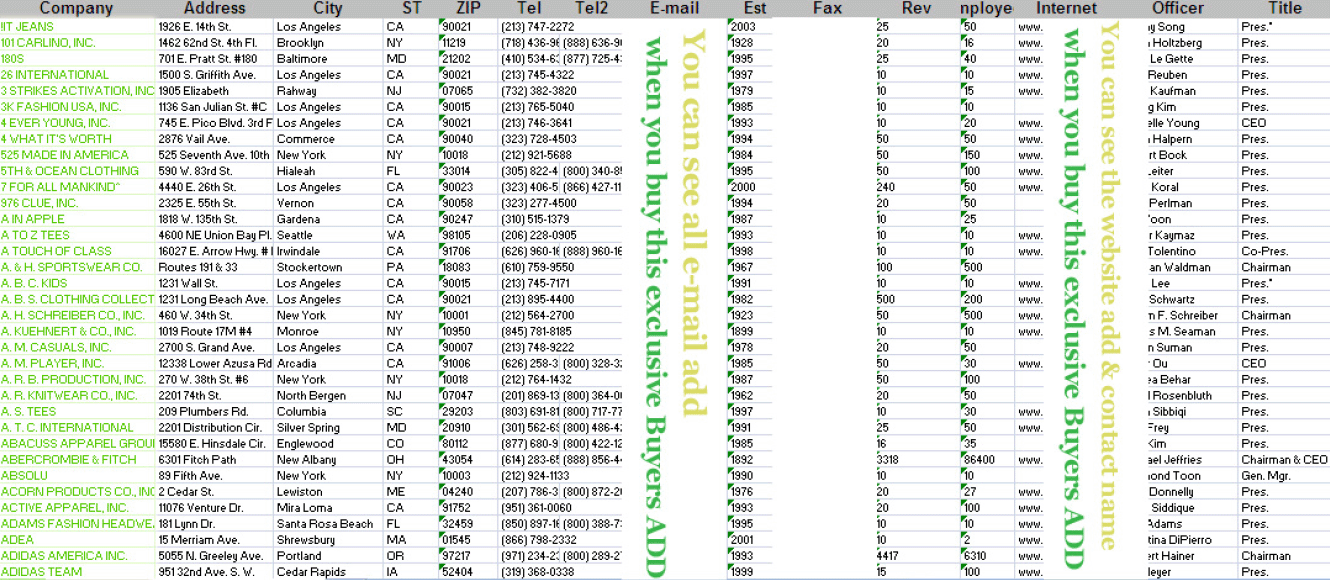 Company Address City ST ZIP Tel Tel2 E-mail Est Fax Rev nploye Internet Officer Title
!IT JEANS 1926 E. 14th St. Los Angeles CA 90021 (213) 747-2272 2003 25 50 www. y Song Pres."
101 CARLINO, INC. 1462 62nd St. 4th Fl. Brooklyn NY 11219 (718) 436-9( (888) 636-9( 1928 20 16 www. Holtzberg Pres.
180S 701 E. Pratt St. #180 Baltimore MD 21202 (410) 534-6( (877) 725-4( 1995 25 40 www. Le Gette Pres.
26 INTERNATIONAL 1500 S. Griffith Ave. Los Angeles CA 90021 (213) 745-4322 1997 10 10 www. Reuben Pres.
3 STRIKES ACTIVATION, INC 1905 Elizabeth Rahway NJ 07065 (732) 382-3820 1979 10 15 www. Kaufman Pres.
3K FASHION USA, INC. 1136 San Julian St. #C Los Angeles CA 90015 (213) 765-5040 1985 10 10 g Kim Pres.
4 EVER YOUNG, INC. 745 E. Pico Blvd. 3rd F Los Angeles CA 90021 (213) 746-3641 1993 10 20 www. elle Young CEO
4 WHAT IT'S WORTH 2876 Vail Ave. Commerce CA 90040 (323) 728-4503 1994 50 50 www. Halpern Pres.
525 MADE IN AMERICA 525 Seventh Ave. 10th New York NY 10018 (212) 921-5688 1984 50 150 www. rt Bock Pres.
5TH & OCEAN CLOTHING 590 W. 83rd St. Hialeah FL 33014 (305) 822-4 (800) 340-8 1995 50 100 www. eiter Pres.
7 FOR ALL MANKIND" 4440 E. 26th St. Los Angeles CA 90023 (323) 406-5 (866) 427-11 2000 240 50 www. Koral Pres.
976 CLUE, INC. 2325 E. 55th St. Vernon CA 90058 (323) 277-4500 1994 20 50 Perlman Pres.
A IN APPLE 1818 W. 135th St. Gardena CA 90247 (310) 515-1379 1987 10 25 'oon Pres.
A TO Z TEES 4600 NE Union Bay Pl. Seattle WA 98105 (206) 228-0905 1993 10 10 www. r Kaymaz Pres.
A TOUCH OF CLASS 16027 E. Arrow Hwy. # Irwindale CA 91706 (626) 960-16 (888) 960-16 1998 10 10 www. Tolentino Co-Pres.
A. & H. SPORTSWEAR CO. Routes 191 & 33 Stockertown PA 18083 (610) 759-9550 1967 100 500 an Waldman Chairman
A. B. C. KIDS 1231 Wall St. Los Angeles CA 90015 (213) 745-7171 1991 10 10 www. Lee Pres."
A. B. S. CLOTHING COLLECT 1231 Long Beach Ave. Los Angeles CA 90021 (213) 895-4400 1982 500 200 www. Schwartz Pres.
A. H. SCHREIBER CO., INC. 460 W. 34th St. New York NY 10001 (212) 564-2700 1923 50 500 www. n F. Schreiber Chairman
A. KUEHNERT & CO., INC. 1019 Route 17M #4 Monroe NY 10950 (845) 781-8185 1899 10 10 s M. Seaman Pres.
A. M. CASUALS, INC. 2700 S. Grand Ave. Los Angeles CA 90007 (213) 748-9222 1978 20 15 n Suman Pres.
A. M. PLAYER, INC. 12338 Lower Azusa Rd Arcadia CA 91006 (626) 258-3 (800) 328-3 1985 50 30 www. Ou CEO
A. R. B. PRODUCTION, INC. 270 W. 38th St. #6 New York NY 10018 (212) 764-1432 1987 50 100 ea Behar Pres.
A. R. KNITWEAR CO., INC. 2201 74th St. North Bergen NJ 07047 (201) 869-13 (800) 364-0 1962 20 50 Rosenbluth Pres.
A. S. TEES 209 Plumbers Rd. Columbia SC 29203 (803) 691-81 (800) 717-77 1997 10 30 www. Sibbiqi Pres.
A. T. C. INTERNATIONAL 2201 Distribution Cir. Silver Spring MD 20910 (301) 562-6 (800) 486-4 1991 25 50 www. Frey Pres.
ABACUSS APPAREL GROUI 15580 E. Hinsdale Cir. Englewood CO 80112 (877) 680-9 (800) 422-12 1985 16 35 Kim Pres.
ABERCROMBIE & FITCH 6301 Fitch Path New Albany OH 43054 (614) 283-6 (888) 856-4 1892 3318 86400 www. ael Jeffries Chairman & CEO
ABSOLU 89 Fifth Ave. New York NY 10003 (212) 924-1133 1990 10 10 www. ond Toon Gen. Mgr.
ACORN PRODUCTS CO., INC 2 Cedar St. Lewiston ME 04240 (207) 786-3 (800) 872-2 1976 20 27 www. Donnelly Pres.
ACTIVE APPAREL, INC. 11076 Venture Dr. Mira Loma CA 91752 (951) 361-0060 1993 20 100 www. Siddique Pres.
ADAMS FASHION HEADWE 181 Lynn Dr. Santa Rosa Beach FL 32459 (850) 897-1 (800) 388-7 1995 10 10 www. Adams Pres.
ADEA 15 Merriam Ave. Shrewsbury MA 01545 (866) 798-2332 2001 10 2 www. tina DiPierro Pres.
ADIDAS AMERICA INC. 5055 N. Greeley Ave. Portland OR 97217 (971) 234-2 (800) 289-2 1993 4417 6310 www. ert Hainer Chairman
ADIDAS TEAM 951 32nd Ave. S. W. Cedar Rapids IA 52404 (319) 368-0338 1999 15 100 www. Pres.
You can see all e-mail add
when you buy this exclusive Buyers ADD
You can see the website add & contact name
when you buy this exclusive Buyers ADD